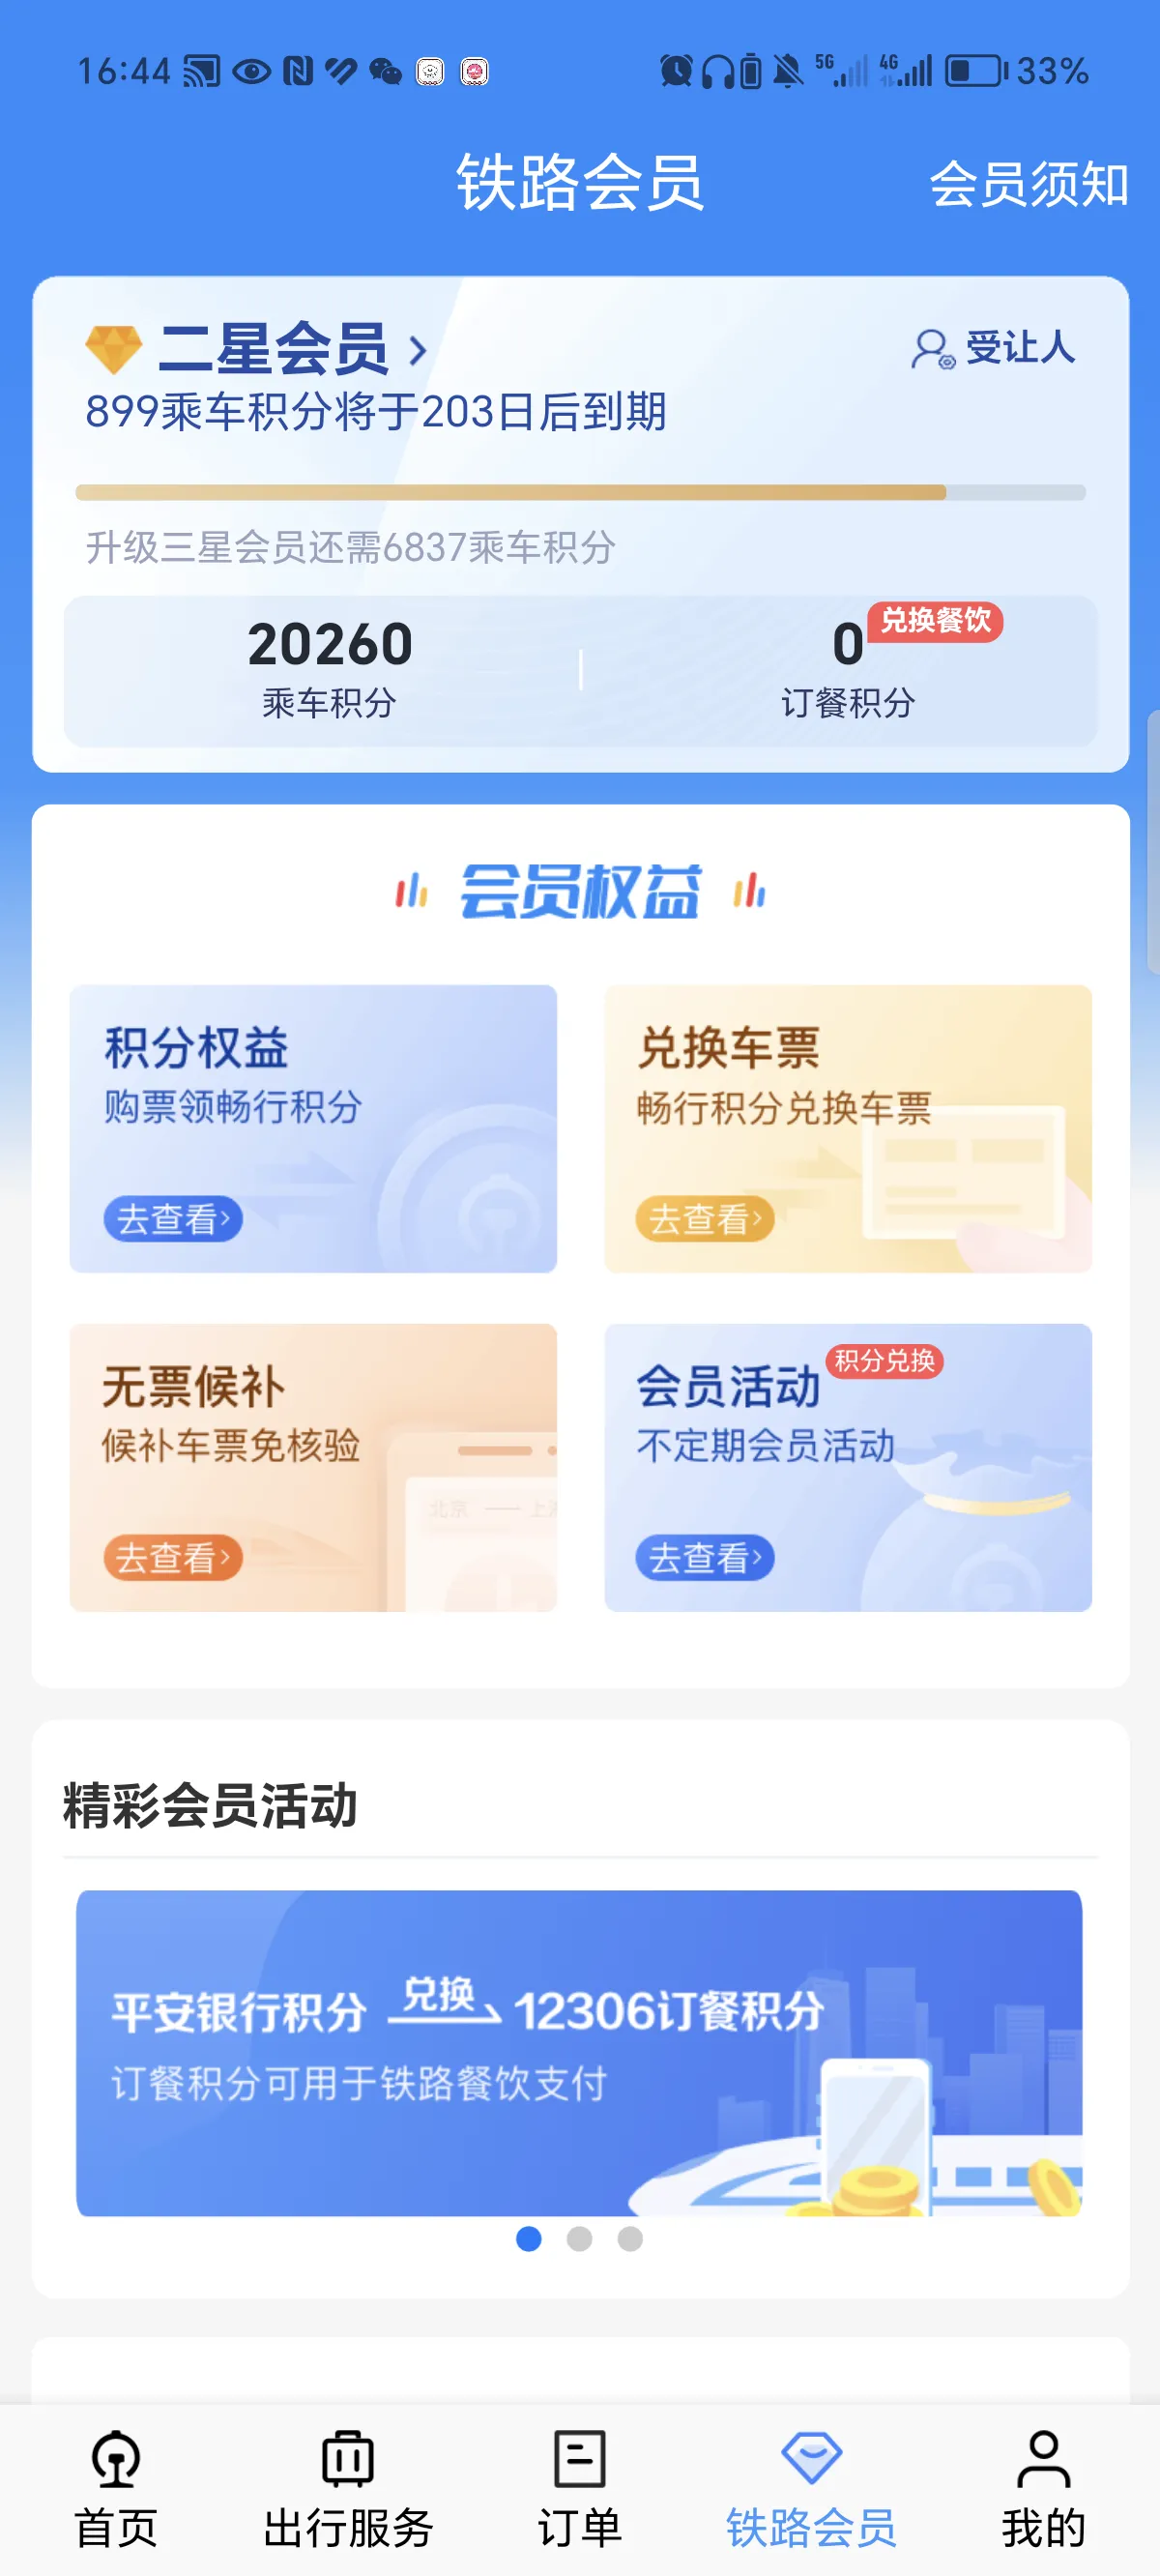 16:44
5G
4G
33%
铁路会员
会员须知
二星会员
受让人
899乘车积分将于203日后到期
升级三星会员还需6837乘车积分
20260
乘车积分
0
兑换餐饮
订餐积分
会员权益
积分权益
购票领畅行积分
去查看
兑换车票
畅行积分兑换车票
去查看
无票候补
候补车票免核验
北京 — 上海
去查看
会员活动
积分兑换
不定期会员活动
去查看
精彩会员活动
平安银行积分 兑换 12306订餐积分
订餐积分可用于铁路餐饮支付
首页
出行服务
订单
铁路会员
我的